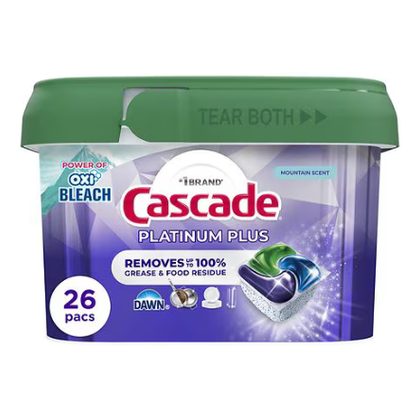 TEAR BOTH ▶▶
POWER OF
OXI+
BLEACH
MOUNTAIN SCENT
#1 BRAND*
Cascade
PLATINUM PLUS
REMOVES UP TO 100%
GREASE & FOOD RESIDUE
26
pacs
DAWN